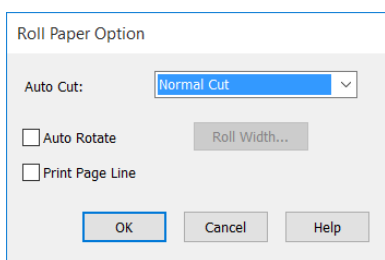 Roll Paper Option
Auto Cut: Normal Cut
Auto Rotate Roll Width...
Print Page Line
OK Cancel Help